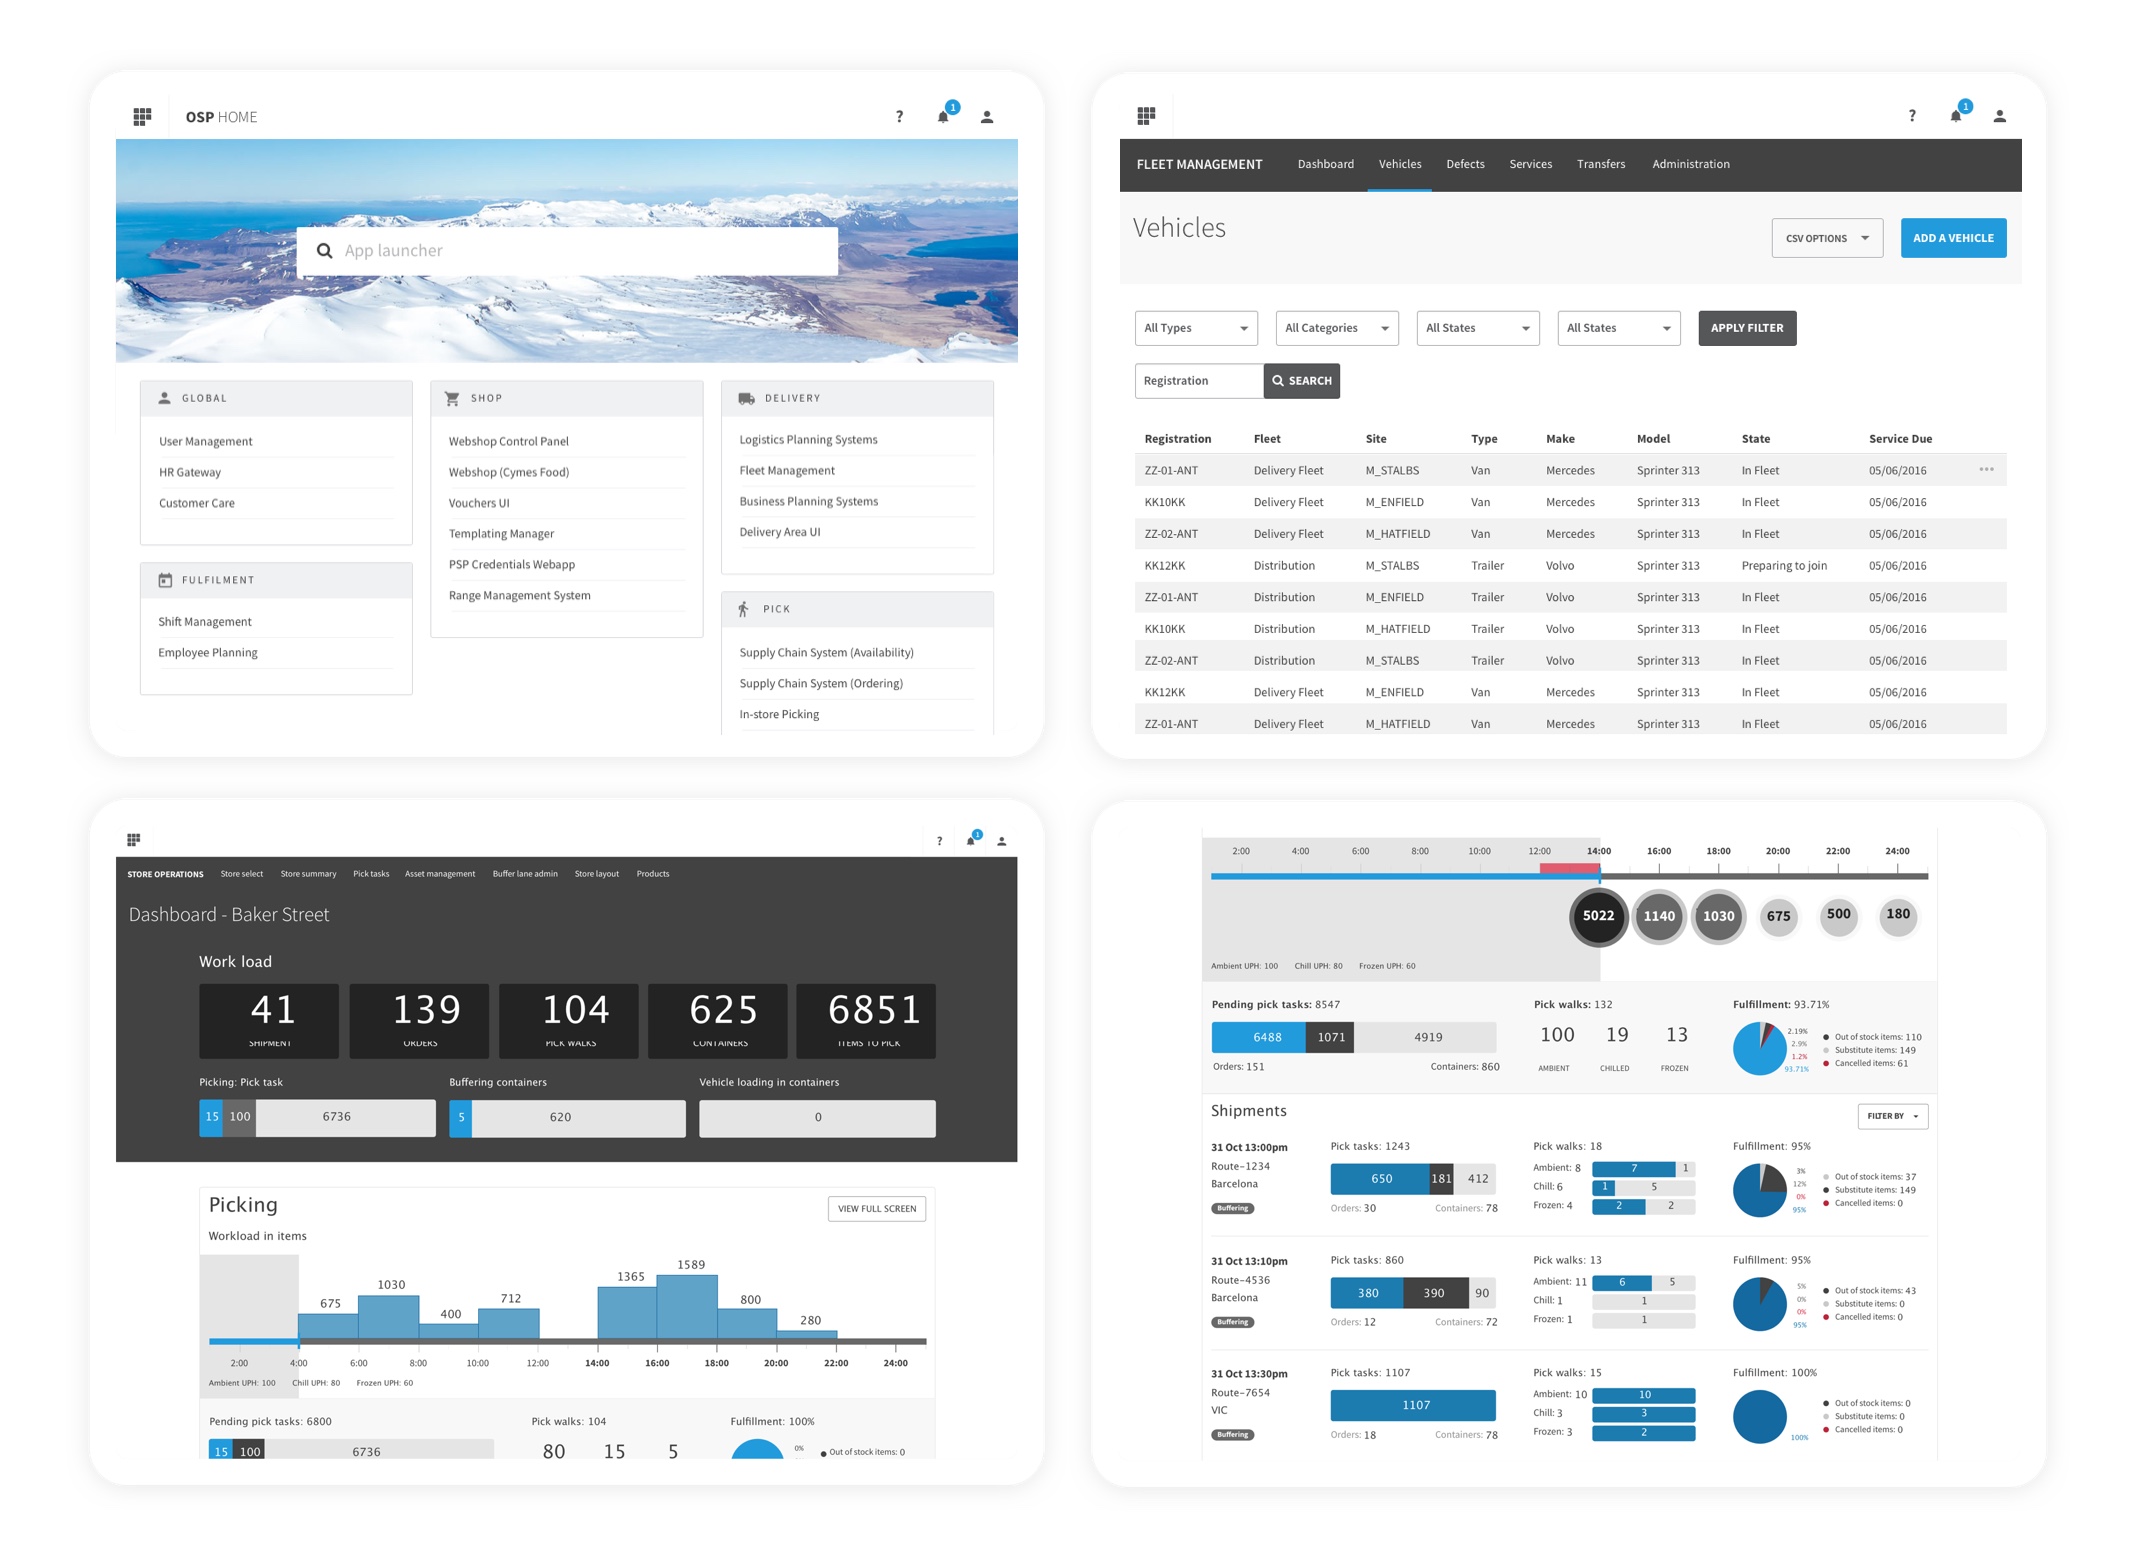 OSP HOME
? 1
App launcher
GLOBAL
User Management
HR Gateway
Customer Care
FULFILMENT
Shift Management
Employee Planning
SHOP
Webshop Control Panel
Webshop (Cymes Food)
Vouchers UI
Templating Manager
PSP Credentials Webapp
Range Management System
DELIVERY
Logistics Planning Systems
Fleet Management
Business Planning Systems
Delivery Area UI
PICK
Supply Chain System (Availability)
Supply Chain System (Ordering)
In-store Picking
? 1
FLEET MANAGEMENT Dashboard Vehicles Defects Services Transfers Administration
Vehicles
CSV OPTIONS ADD A VEHICLE
All Types All Categories All States All States APPLY FILTER
Registration SEARCH
Registration Fleet Site Type Make Model State Service Due
ZZ-01-ANT Delivery Fleet M_STALBS Van Mercedes Sprinter 313 In Fleet 05/06/2016 •••
KK10KK Delivery Fleet M_ENFIELD Van Mercedes Sprinter 313 In Fleet 05/06/2016
ZZ-02-ANT Delivery Fleet M_HATFIELD Van Mercedes Sprinter 313 In Fleet 05/06/2016
KK12KK Distribution M_STALBS Trailer Volvo Sprinter 313 Preparing to join 05/06/2016
ZZ-01-ANT Distribution M_ENFIELD Trailer Volvo Sprinter 313 In Fleet 05/06/2016
KK10KK Distribution M_HATFIELD Trailer Volvo Sprinter 313 In Fleet 05/06/2016
ZZ-02-ANT Distribution M_STALBS Trailer Volvo Sprinter 313 In Fleet 05/06/2016
KK12KK Delivery Fleet M_ENFIELD Van Mercedes Sprinter 313 In Fleet 05/06/2016
ZZ-01-ANT Delivery Fleet M_HATFIELD Van Mercedes Sprinter 313 In Fleet 05/06/2016
? 1
STORE OPERATIONS Store select Store summary Pick tasks Asset management Buffer lane admin Store layout Products
Dashboard - Baker Street
Work load
41 139 104 625 6851
SHIPMENT ORDERS PICK WALKS CONTAINERS ITEMS TO PICK
Picking: Pick task Buffering containers Vehicle loading in containers
15 100 6736 5 620 0
Picking
VIEW FULL SCREEN
Workload in items
675 1030 400 712 1365 1589 800 280
2:00 4:00 6:00 8:00 10:00 12:00 14:00 16:00 18:00 20:00 22:00 24:00
Ambient UPH: 100 Chill UPH: 80 Frozen UPH: 60
Pending pick tasks: 6800 Pick walks: 104 Fulfillment: 100%
15 100 6736 80 15 5 0% Out of stock items: 0
2:00 4:00 6:00 8:00 10:00 12:00 14:00 16:00 18:00 20:00 22:00 24:00
5022 1140 1030 675 500 180
Ambient UPH: 100 Chill UPH: 80 Frozen UPH: 60
Pending pick tasks: 8547 Pick walks: 132 Fulfillment: 93.71%
6488 1071 4919
Orders: 151 Containers: 860
100 19 13
AMBIENT CHILLED FROZEN
2.19%
2.9%
1.2%
93.71%
Out of stock items: 110
Substitute items: 149
Cancelled items: 61
Shipments
FILTER BY
31 Oct 13:00pm
Route-1234
Barcelona
Buffering
Pick tasks: 1243
650 181 412
Orders: 30 Containers: 78
Pick walks: 18
Ambient: 8 7 1
Chill: 6 1 5
Frozen: 4 2 2
Fulfillment: 95%
3%
12%
0%
95%
Out of stock items: 37
Substitute items: 149
Cancelled items: 0
31 Oct 13:10pm
Route-4536
Barcelona
Buffering
Pick tasks: 860
380 390 90
Orders: 12 Containers: 72
Pick walks: 13
Ambient: 11 6 5
Chill: 1 1
Frozen: 1 1
Fulfillment: 95%
5%
0%
0%
95%
Out of stock items: 43
Substitute items: 0
Cancelled items: 0
31 Oct 13:30pm
Route-7654
VIC
Buffering
Pick tasks: 1107
1107
Orders: 18 Containers: 78
Pick walks: 15
Ambient: 10 10
Chill: 3 3
Frozen: 3 2
Fulfillment: 100%
100%
Out of stock items: 0
Substitute items: 0
Cancelled items: 0